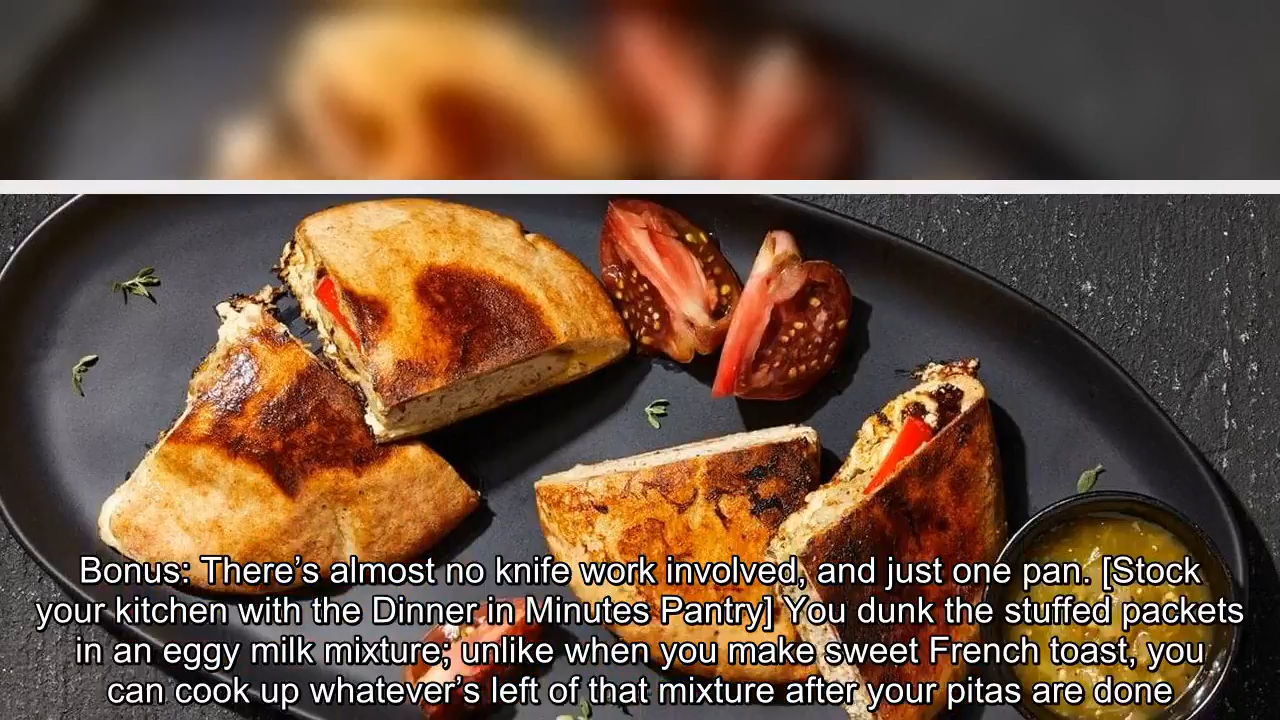 Bonus: There’s almost no knife work involved, and just one pan. [Stock
your kitchen with the Dinner in Minutes Pantry] You dunk the stuffed packets
in an eggy milk mixture; unlike when you make sweet French toast, you
can cook up whatever’s left of that mixture after your pitas are done